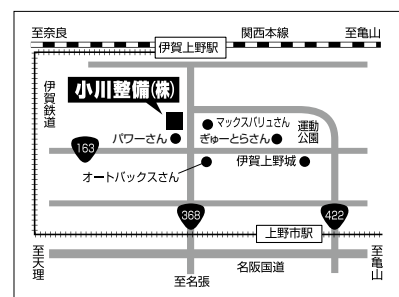 至奈良
伊賀上野駅
関西本線
至亀山
伊賀鉄道
小川整備(株)
マックスバリュさん
パワーさん
ぎゅーとらさん
運動
公園
163
オートバックスさん
伊賀上野城
368
422
上野市駅
至天理
至名張
名阪国道
至亀山